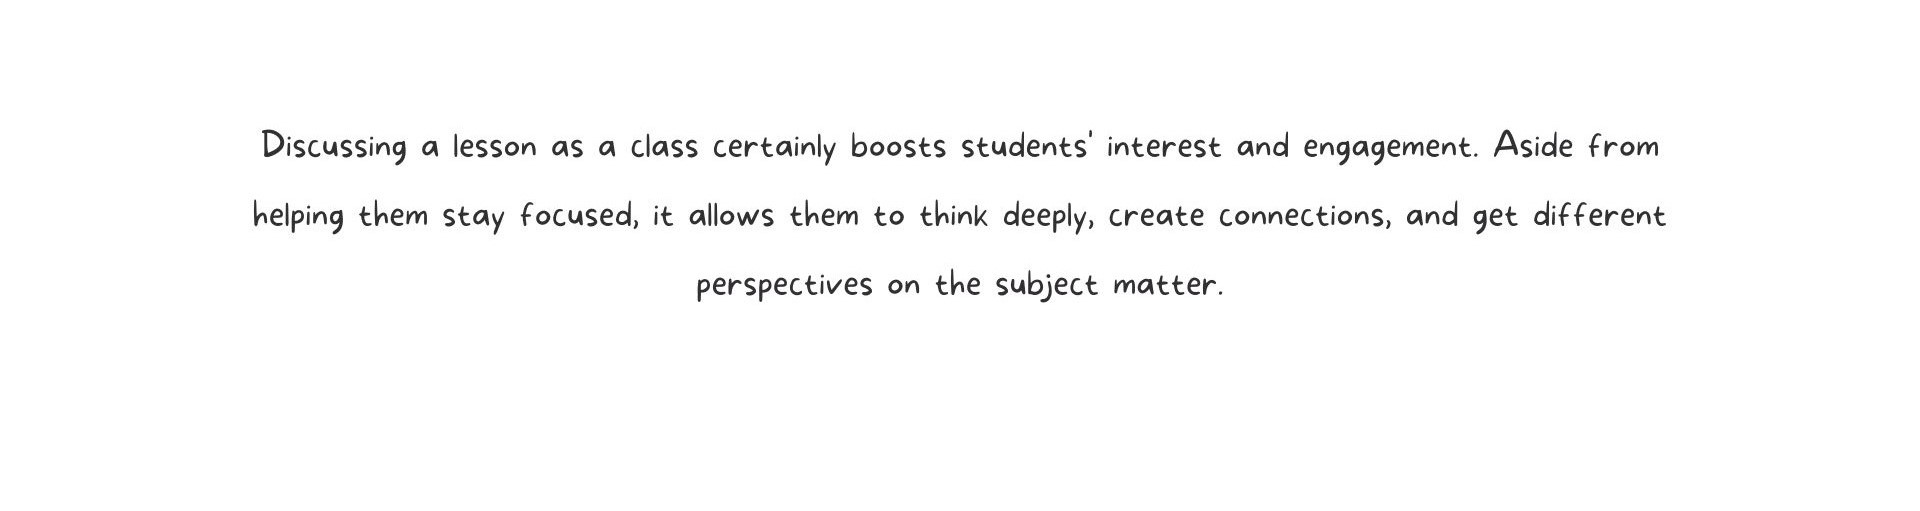 Discussing a lesson as a class certainly boosts students' interest and engagement. Aside from
helping them stay focused, it allows them to think deeply, create connections, and get different
perspectives on the subject matter.